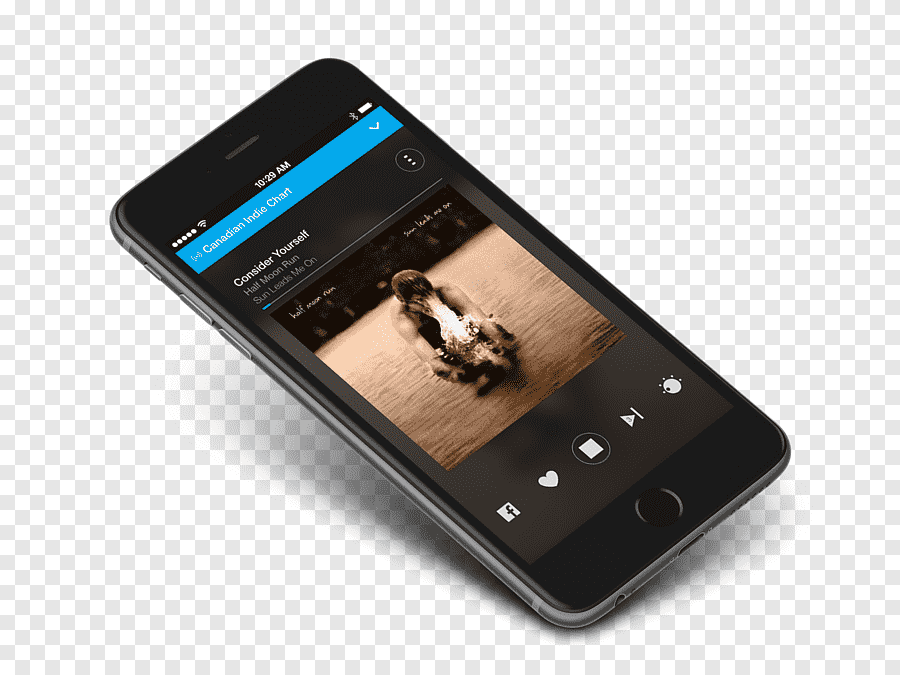 10:29 AM
Canadian Indie Chart
Consider Yourself
Half Moon Run
Sun Leads Me On
sun leads me on
half moon run
f